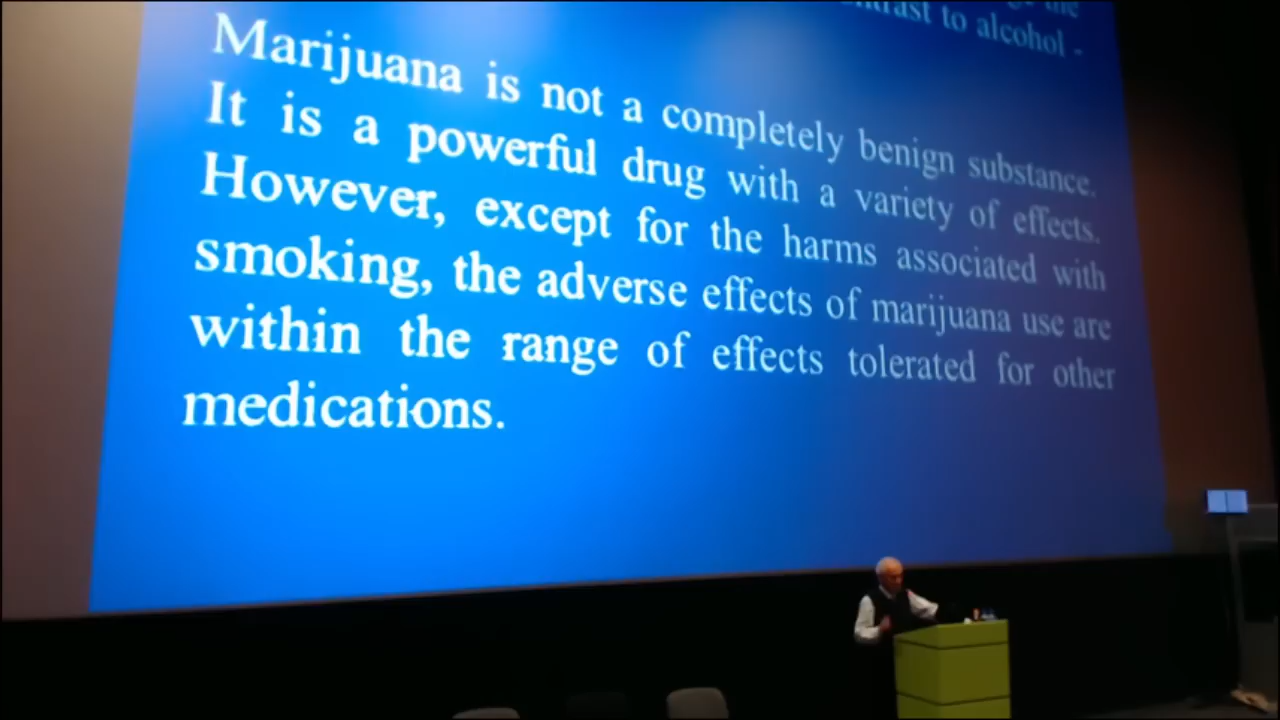 the
ntrast to alcohol -
Marijuana is not a completely benign substance.
It is a powerful drug with a variety of effects.
However, except for the harms associated with
smoking, the adverse effects of marijuana use are
within the range of effects tolerated for other
medications.